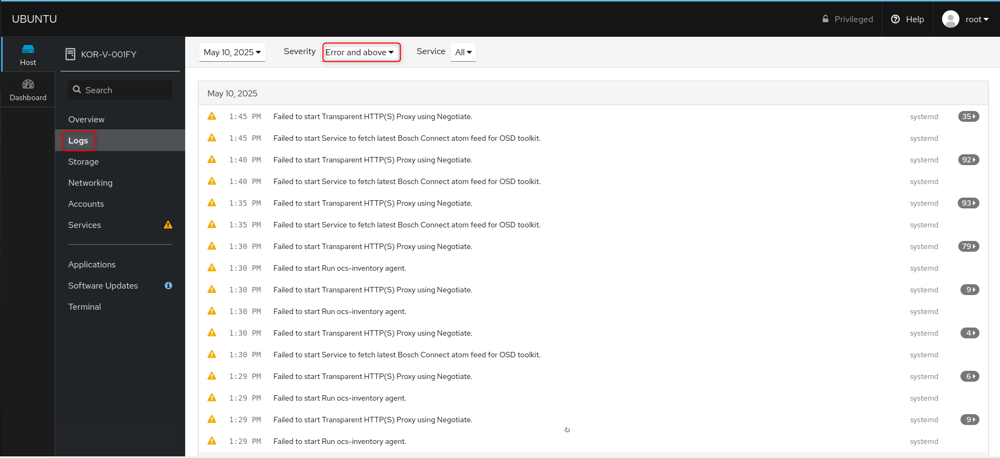 UBUNTU
Privileged
Help
root
Host
Dashboard
KOR-V-001FY
Search
Overview
Logs
Storage
Networking
Accounts
Services
Applications
Software Updates
Terminal
May 10, 2025 Severity Error and above Service All
May 10, 2025
1:45 PM Failed to start Transparent HTTP(S) Proxy using Negotiate. systemd 35
1:45 PM Failed to start Service to fetch latest Bosch Connect atom feed for OSD toolkit. systemd
1:40 PM Failed to start Transparent HTTP(S) Proxy using Negotiate. systemd 92
1:40 PM Failed to start Service to fetch latest Bosch Connect atom feed for OSD toolkit. systemd
1:35 PM Failed to start Transparent HTTP(S) Proxy using Negotiate. systemd 93
1:35 PM Failed to start Service to fetch latest Bosch Connect atom feed for OSD toolkit. systemd
1:30 PM Failed to start Transparent HTTP(S) Proxy using Negotiate. systemd 79
1:30 PM Failed to start Run ocs-inventory agent. systemd
1:30 PM Failed to start Transparent HTTP(S) Proxy using Negotiate. systemd 9
1:30 PM Failed to start Run ocs-inventory agent. systemd
1:30 PM Failed to start Transparent HTTP(S) Proxy using Negotiate. systemd 4
1:30 PM Failed to start Service to fetch latest Bosch Connect atom feed for OSD toolkit. systemd
1:29 PM Failed to start Transparent HTTP(S) Proxy using Negotiate. systemd 6
1:29 PM Failed to start Run ocs-inventory agent. systemd
1:29 PM Failed to start Transparent HTTP(S) Proxy using Negotiate. systemd 9
1:29 PM Failed to start Run ocs-inventory agent. systemd